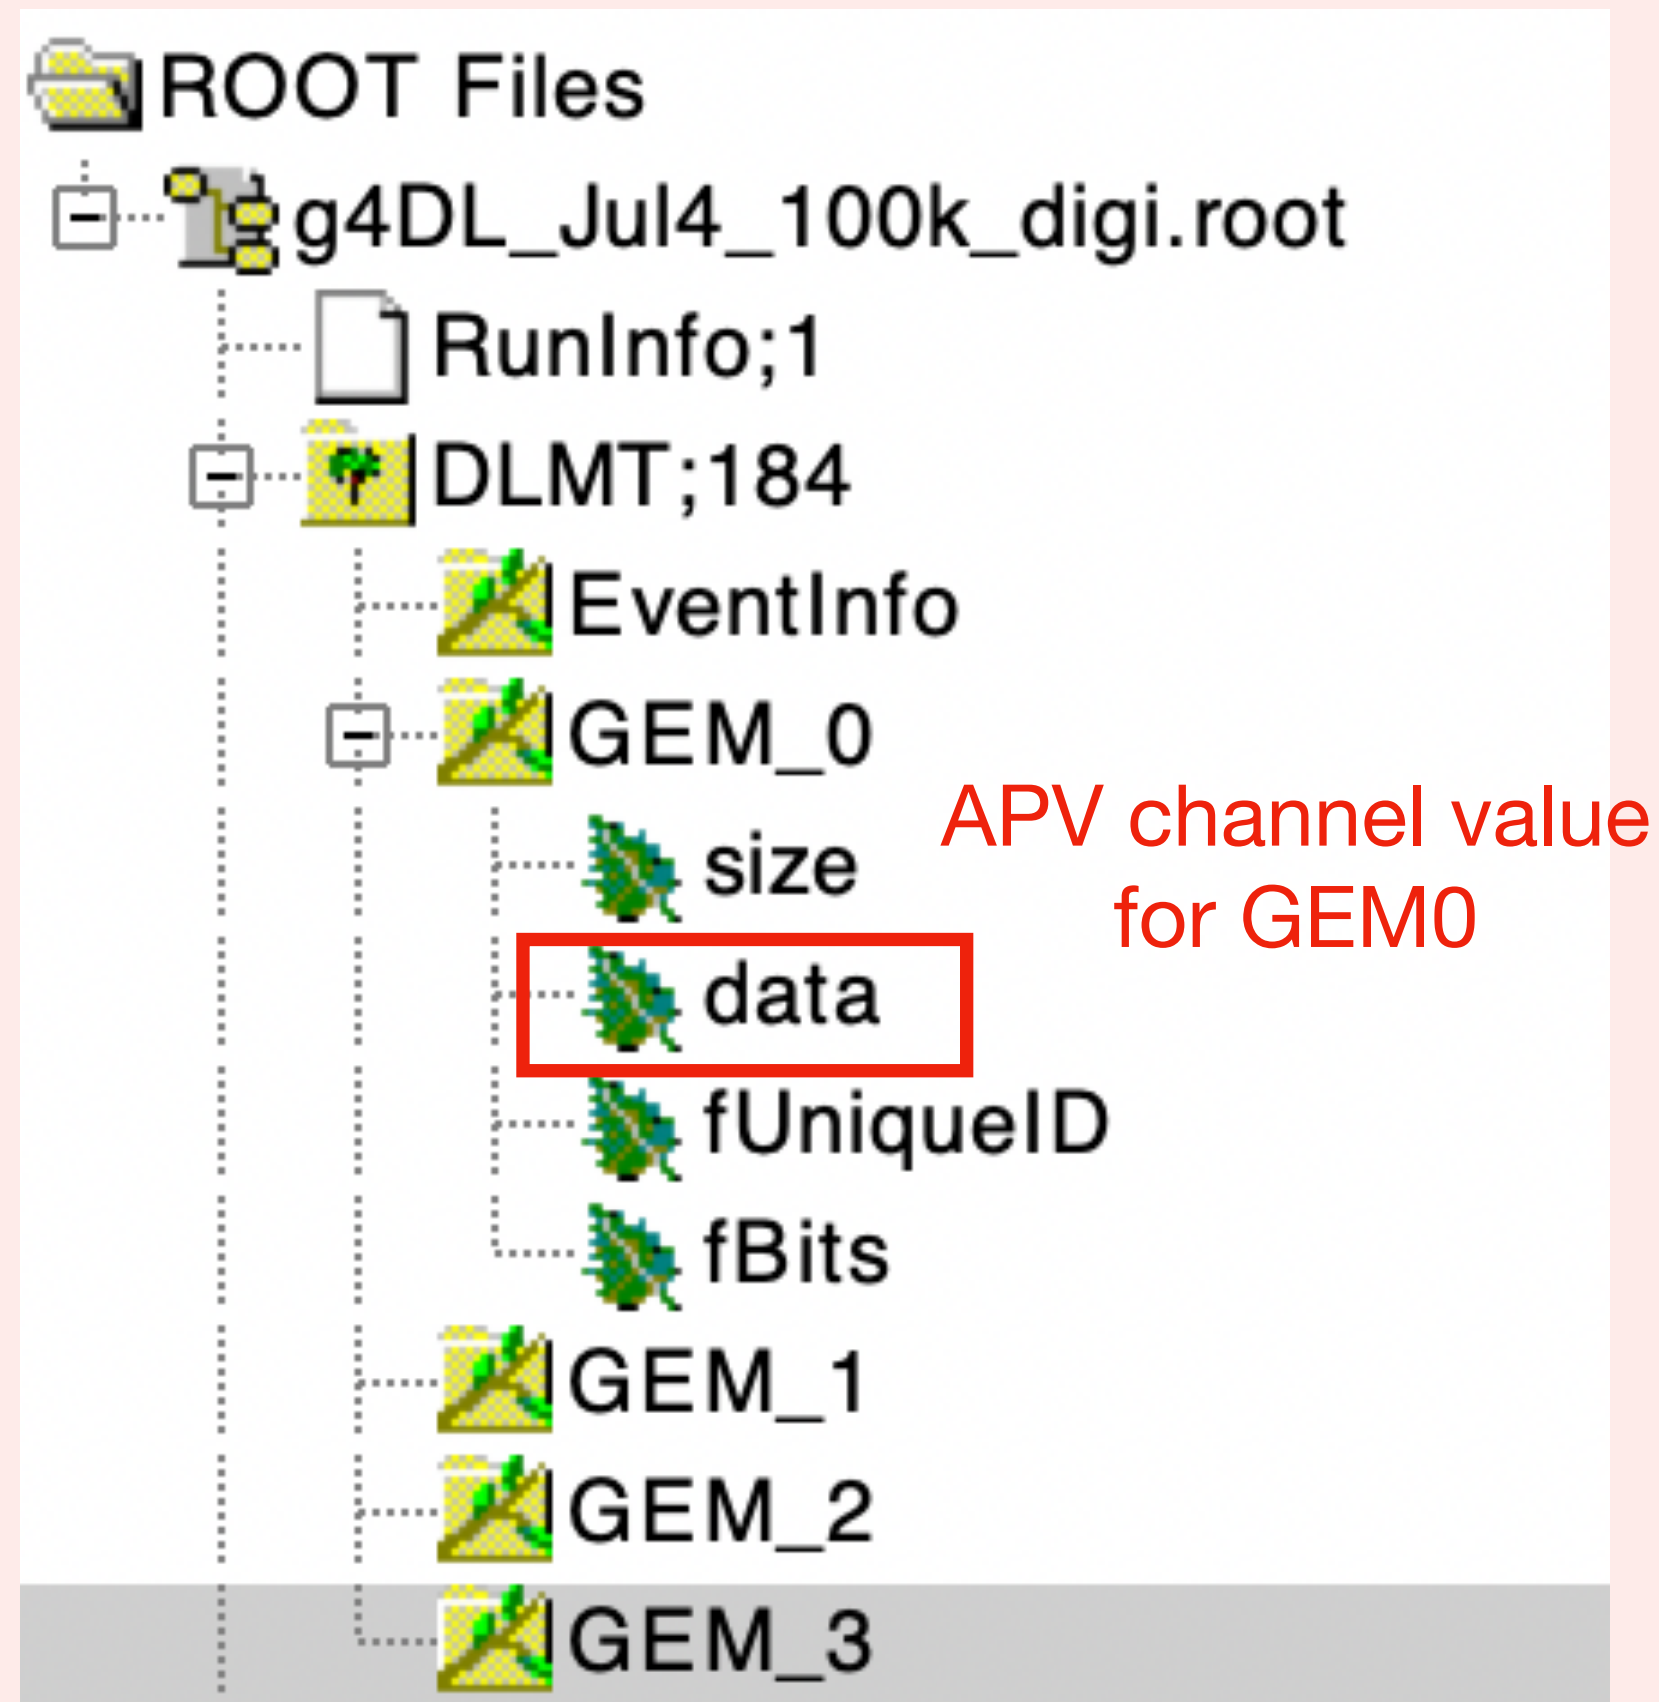 ROOT Files
g4DL_Jul4_100k_digi.root
RunInfo;1
DLMT;184
EventInfo
GEM_0
size
APV channel value
for GEM0
data
fUniqueID
fBits
GEM_1
GEM_2
GEM_3